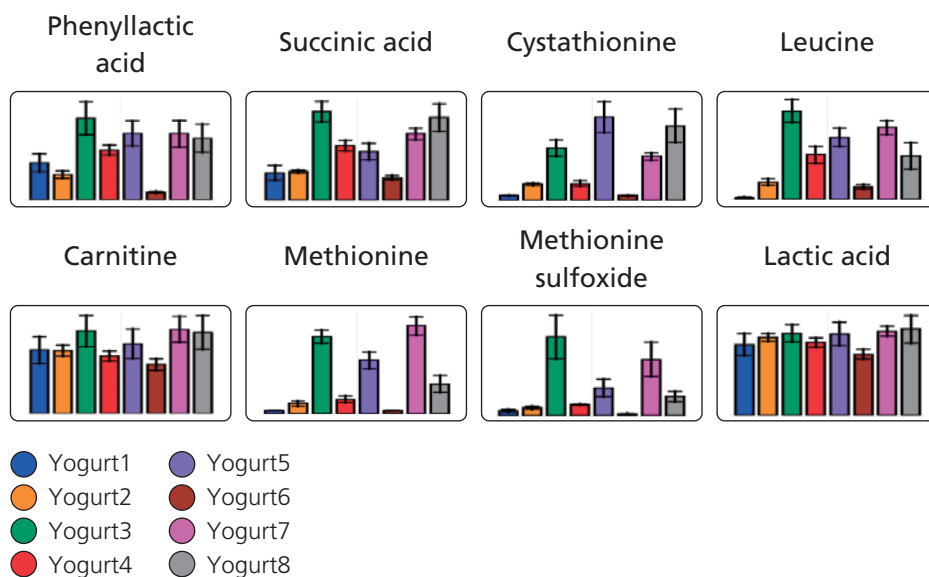 Phenyllactic
acid
Succinic acid
Cystathionine
Leucine
Carnitine
Methionine
Methionine
sulfoxide
Lactic acid
Yogurt1
Yogurt5
Yogurt2
Yogurt6
Yogurt3
Yogurt7
Yogurt4
Yogurt8